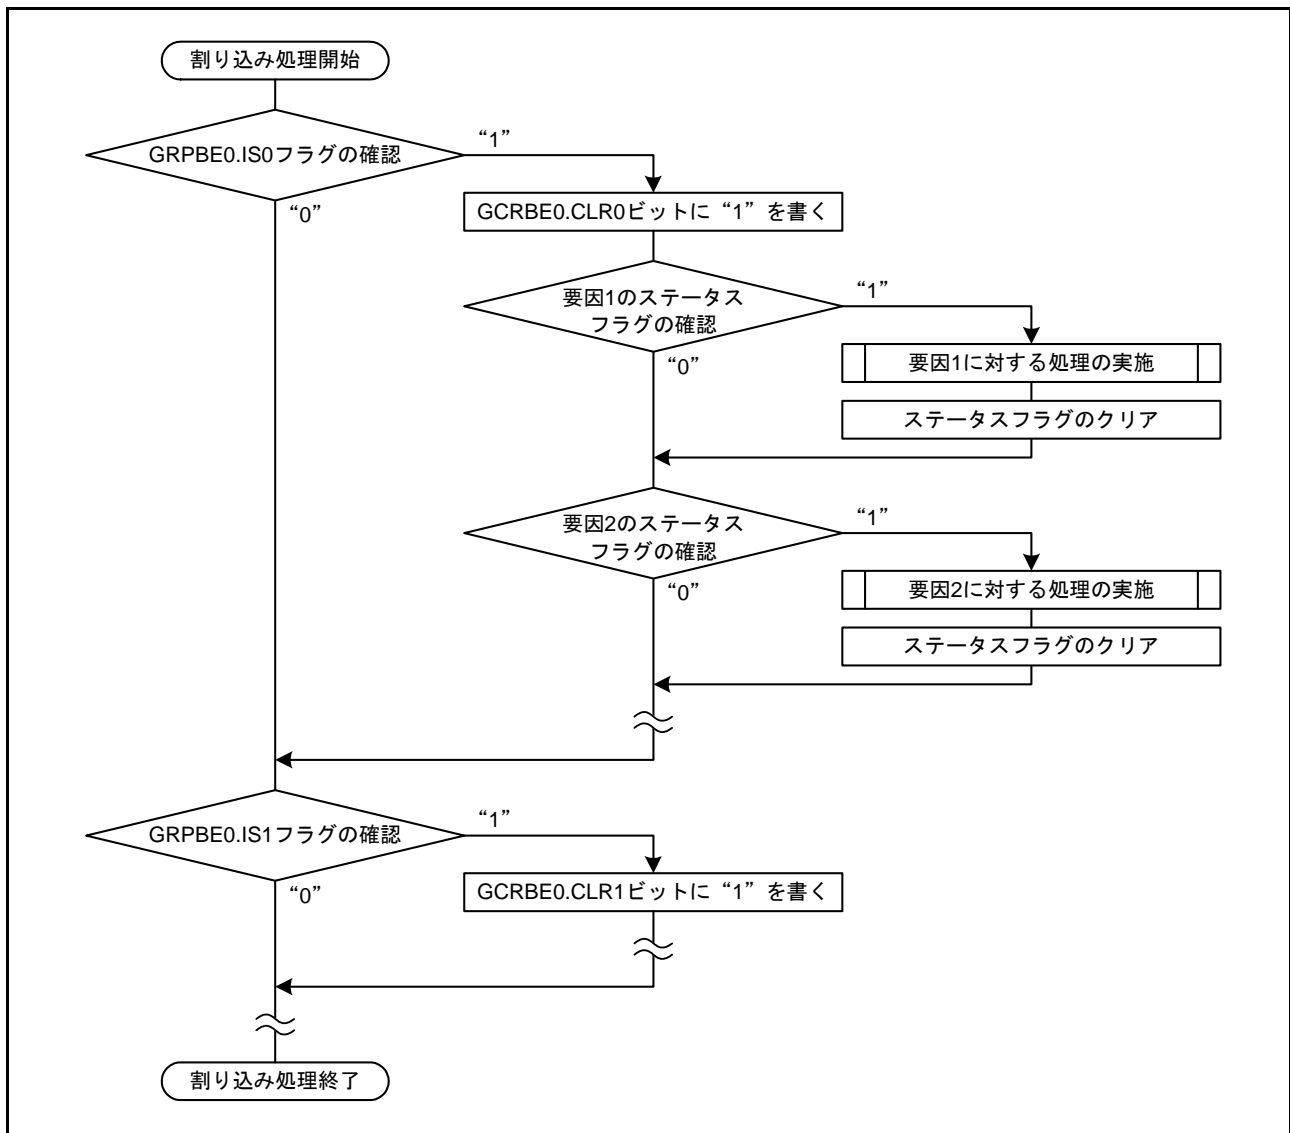 割り込み処理開始
GRPBE0.IS0フラグの確認
“1”
“0”
GCRBE0.CLR0ビットに“1”を書く
要因1のステータス
フラグの確認
“1”
“0”
要因1に対する処理の実施
ステータスフラグのクリア
要因2のステータス
フラグの確認
“1”
“0”
要因2に対する処理の実施
ステータスフラグのクリア
GRPBE0.IS1フラグの確認
“1”
“0”
GCRBE0.CLR1ビットに“1”を書く
割り込み処理終了